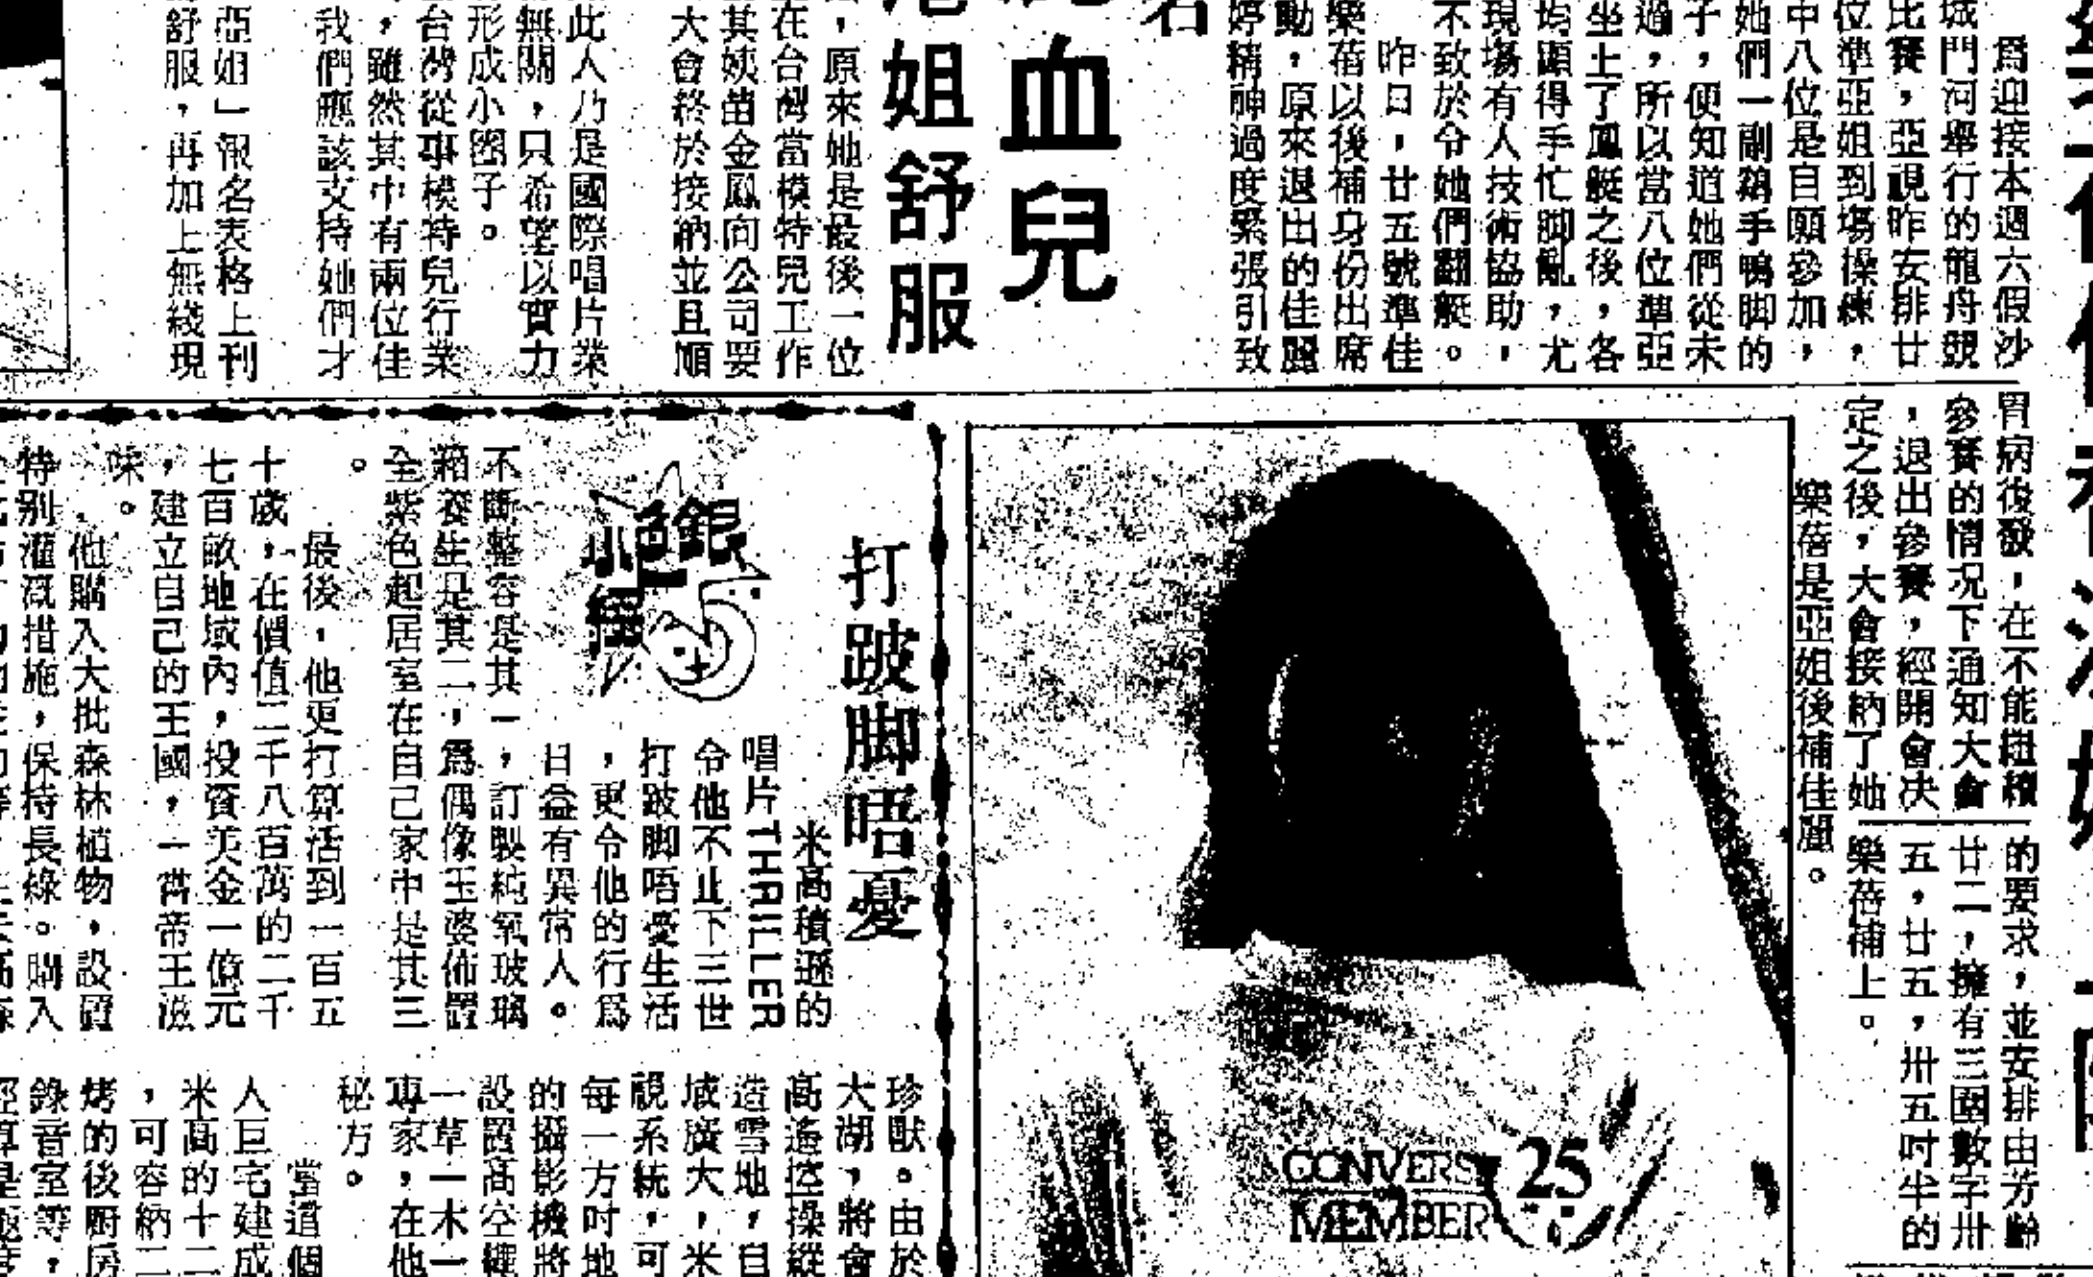 爲迎接本週六假沙
城門河舉行的龍舟競
比賽，亞視昨安排廿
位準亞姐到場操練，
中八位是自願參加，
她們一副鷄手鴨脚的
子，便知道她們從未
過，所以當八位準亞
坐上了鳳艇之後，各
均顯得手忙脚亂，尤
現場有人技術協助，
不致於令她們翻艇。
昨日，廿五號準佳
樂蓓以後補身份出席
動，原來退出的佳麗
婷精神過度緊張引致
胃病復發，在不能繼續
參賽的情况下通知大會
，退出參賽，經開會决
定之後，大會接納了她
的要求，並安排由芳齡
廿二，擁有三圍數字卅
五，廿五，卅五吋半的
樂蓓補上。
樂蓓是亞姐後補佳麗。
血兒
姐舒服
，原來她是最後一位
在台灣當模特兒工作
其姨苗金鳳向公司要
大會終於接納並且順
此人乃是國際唱片業
無關，只希望以實力
形成小圈子。
台灣從事模特兒行業
，雖然其中有兩位佳
我們應該支持她們才
亞姐」報名表格上刊
舒服，再加上無綫現
銀色小組
打跛脚唔憂
米高積遜的
唱片THRILLER
令他不止下三世
打跛脚唔憂生活
，更令他的行爲
日益有異常人。
不斷整容是其一，訂製純氧玻璃
箱養生是其二，爲偶像玉婆佈置
全紫色起居室在自己家中是其三
。
最後，他更打算活到一百五
十歲，在價值二千八百萬的二千
七百畝地域內，投資美金一億元
，建立自己的王國，一嘗帝王滋
味。
他購入大批森林植物，設置
特別灌溉措施，保持長綠。購入
珍獸。由於
大湖，將會
高遙控操縱
造雪地，自
域廣大，米
視系統，可
每一方吋地
的攝影機將
設置高空纜
一草一木一
專家，在他
秘方。
當這個
人巨宅建成
米高的十二
，可容納二
烤的後厨房
錄音室等，
CONVERS
MEMBER
25